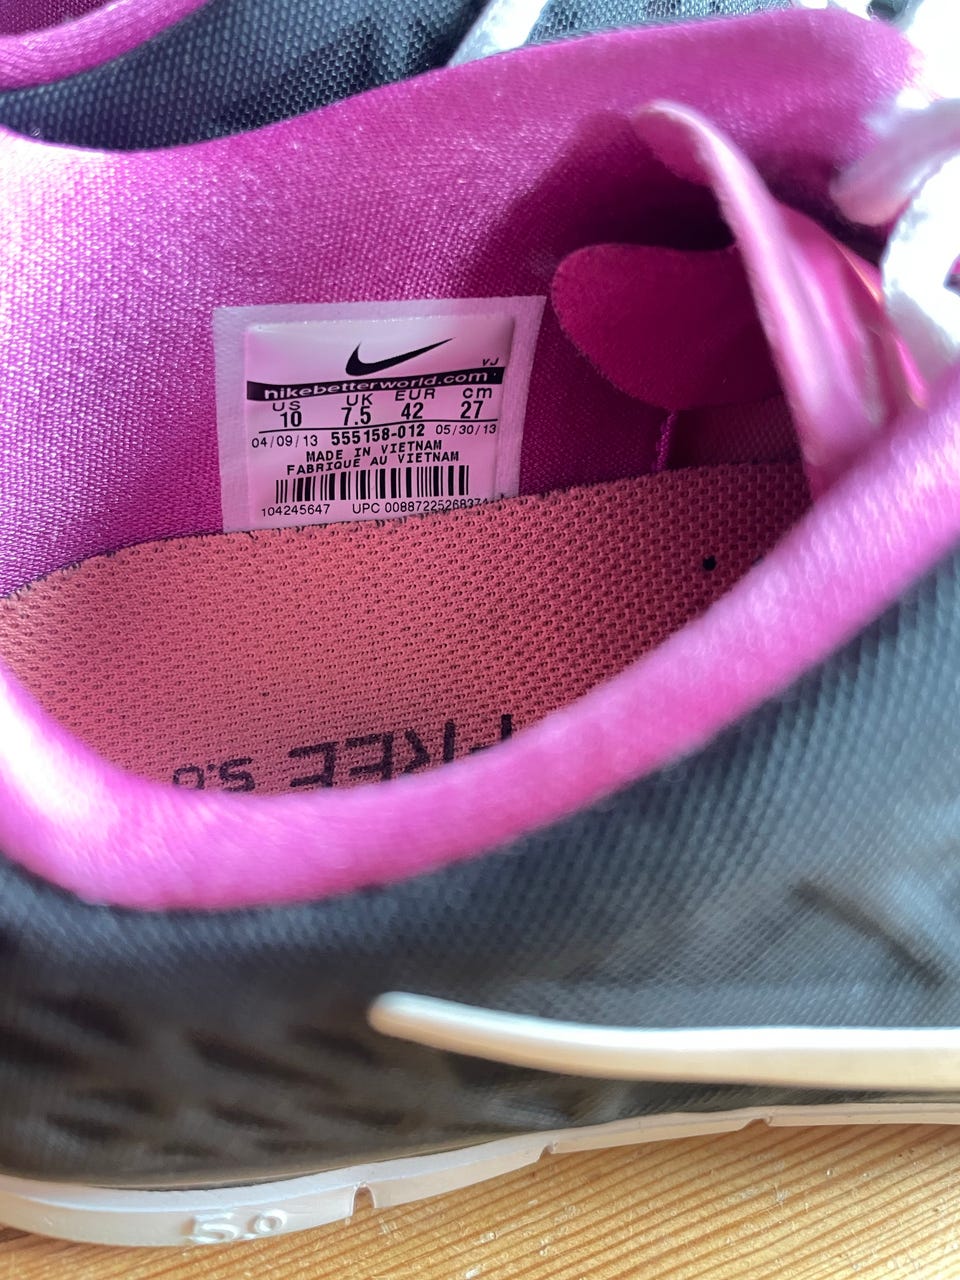 VJ
nikebetterworld.com
US UK EUR cm
10 7.5 42 27
04/09/13 555158-012 05/30/13
MADE IN VIETNAM
FABRIQUE AU VIETNAM
104245647 UPC 00887225268374
FREE 5.0
5.0